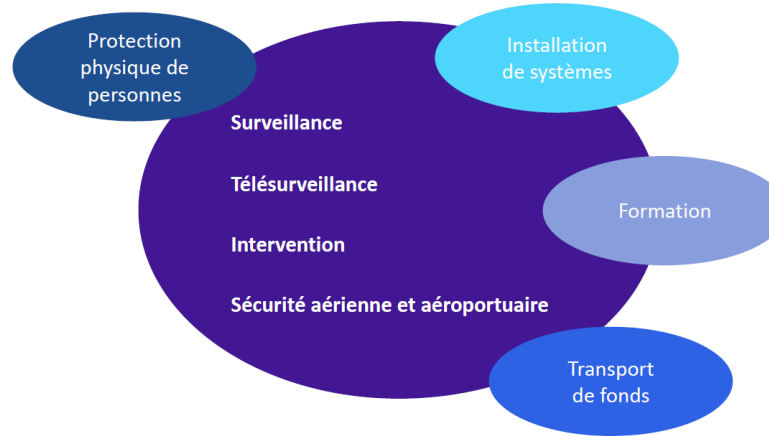 Protection
physique de
personnes
Installation
de systèmes
Surveillance
Télésurveillance
Formation
Intervention
Sécurité aérienne et aéroportuaire
Transport
de fonds